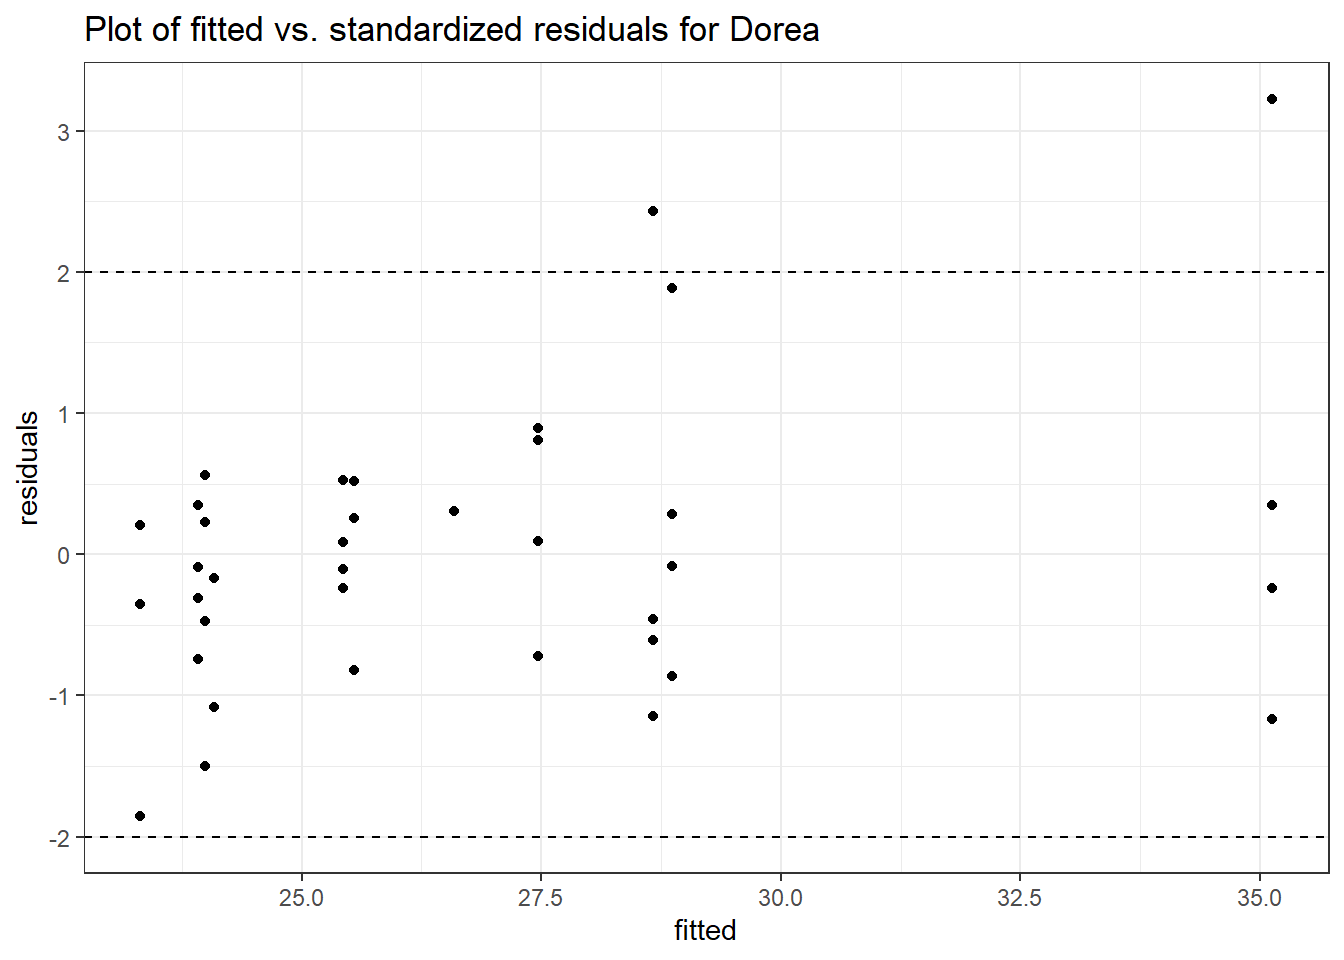 Plot of fitted vs. standardized residuals for Dorea
3
2
1
0
-1
-2
residuals
25.0 27.5 30.0 32.5 35.0
fitted